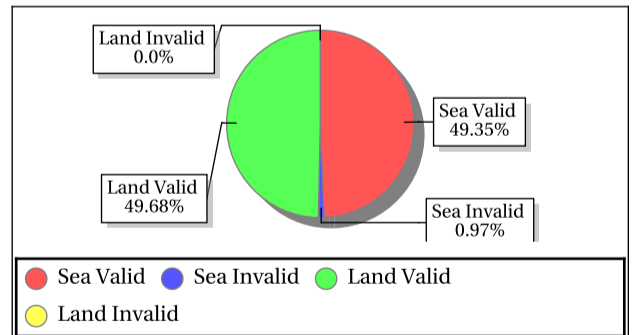 Land Invalid
0.0%
Sea Valid
49.35%
Land Valid
49.68%
Sea Invalid
0.97%
Sea Valid Sea Invalid Land Valid
Land Invalid